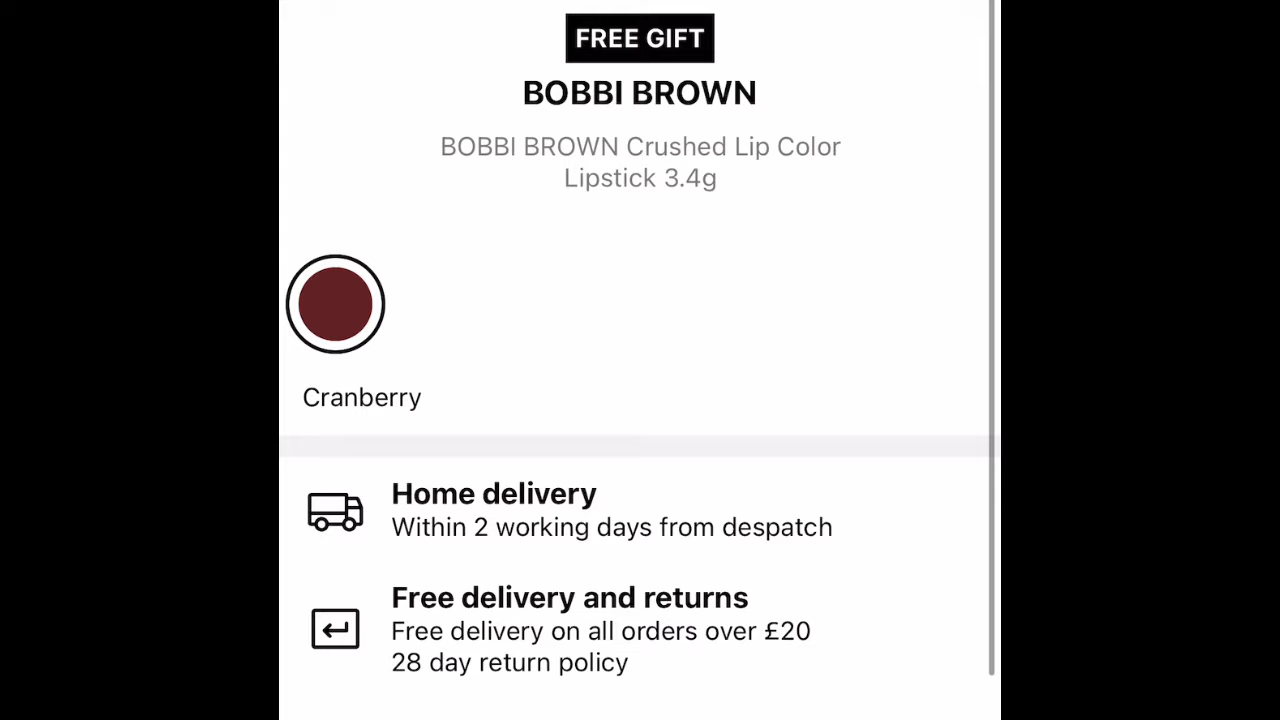 FREE GIFT
BOBBI BROWN
BOBBI BROWN Crushed Lip Color
Lipstick 3.4g
Cranberry
Home delivery
Within 2 working days from despatch
Free delivery and returns
Free delivery on all orders over £20
28 day return policy